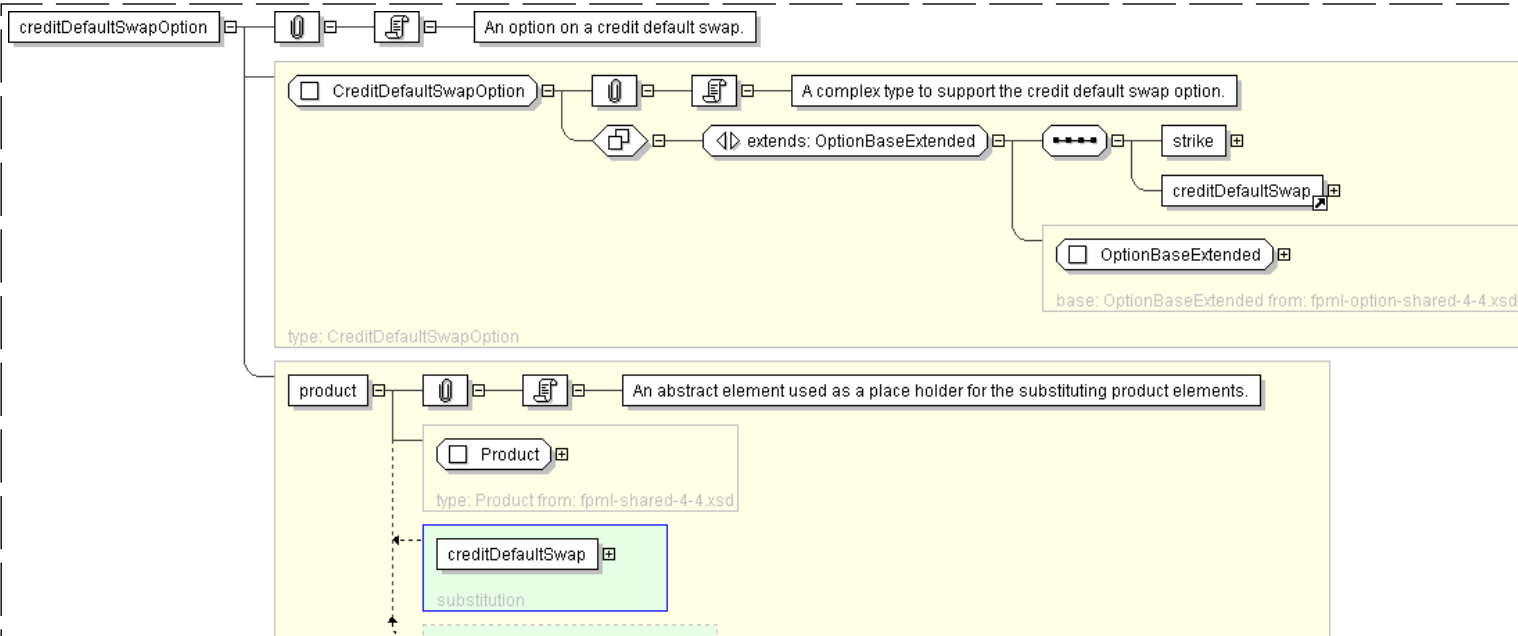 creditDefaultSwapOption
An option on a credit default swap.
CreditDefaultSwapOption
A complex type to support the credit default swap option.
extends: OptionBaseExtended
strike
creditDefaultSwap
OptionBaseExtended
base: OptionBaseExtended from: fpml-option-shared-4-4.xsd
type: CreditDefaultSwapOption
product
An abstract element used as a place holder for the substituting product elements.
Product
type: Product from: fpml-shared-4-4.xsd
creditDefaultSwap
substitution